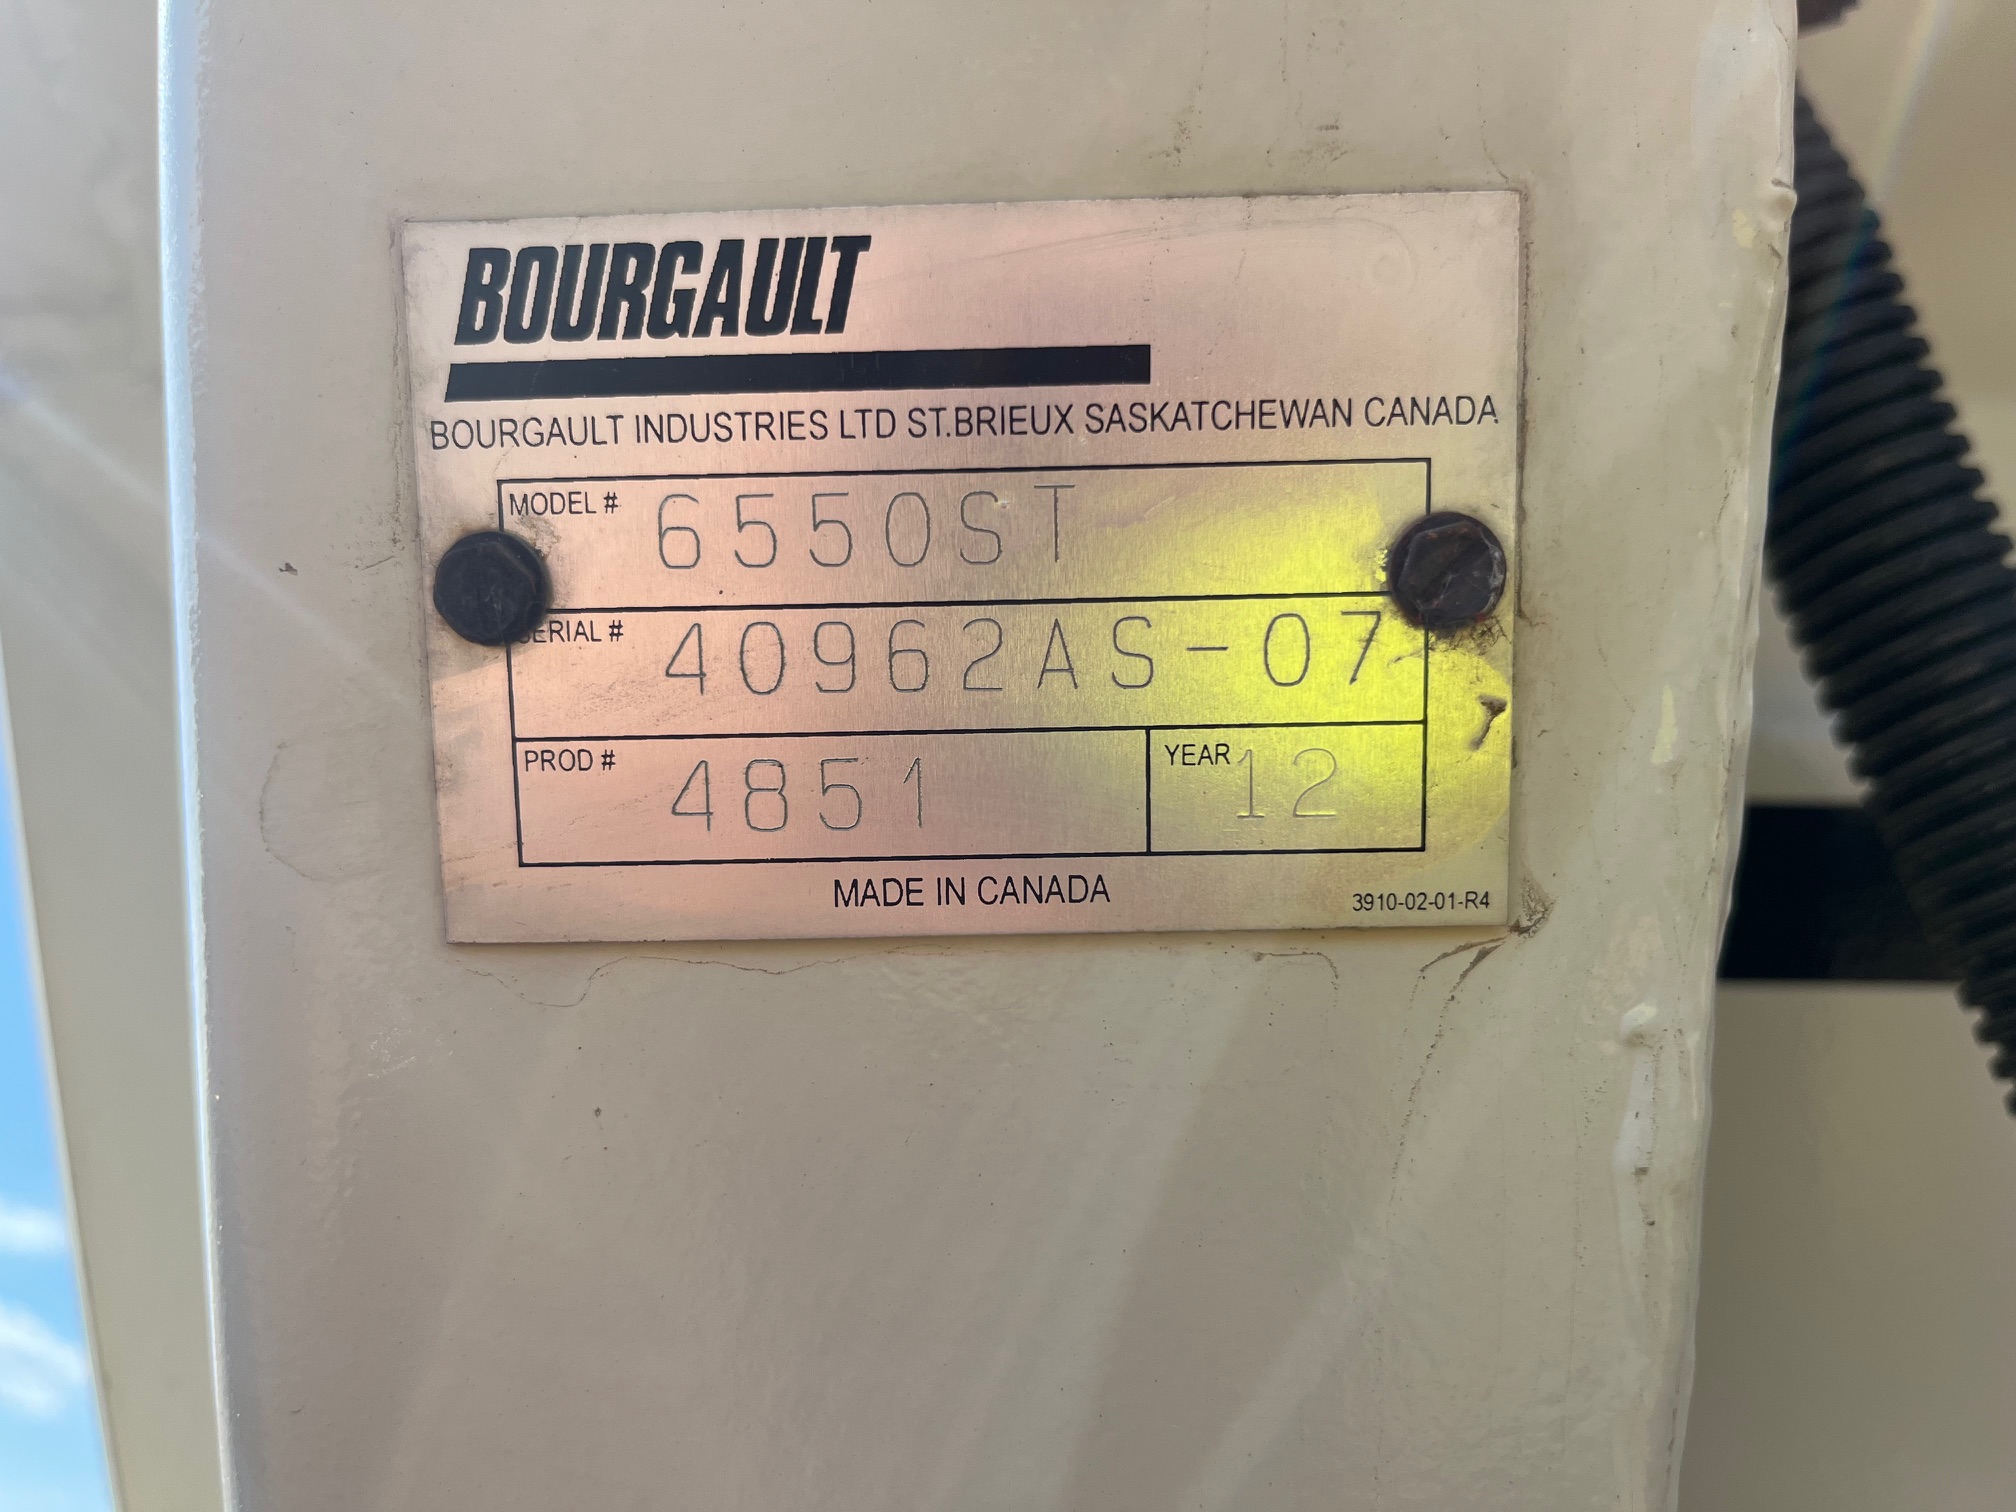 BOURGAULT
BOURGAULT INDUSTRIES LTD ST.BRIEUX SASKATCHEWAN CANADA
MODEL # 6550ST
SERIAL # 40962AS-07
PROD # 4851 YEAR 12
MADE IN CANADA 3910-02-01-R4